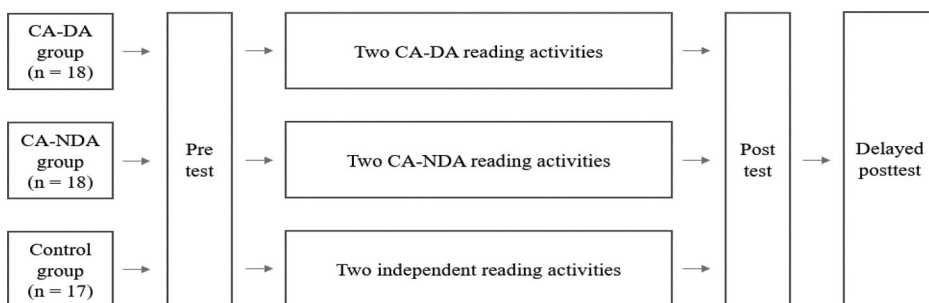 CA-DA
group
(n = 18)
Two CA-DA reading activities
CA-NDA
group
(n = 18)
Pre
test
Two CA-NDA reading activities
Post
test
Delayed
posttest
Control
group
(n = 17)
Two independent reading activities